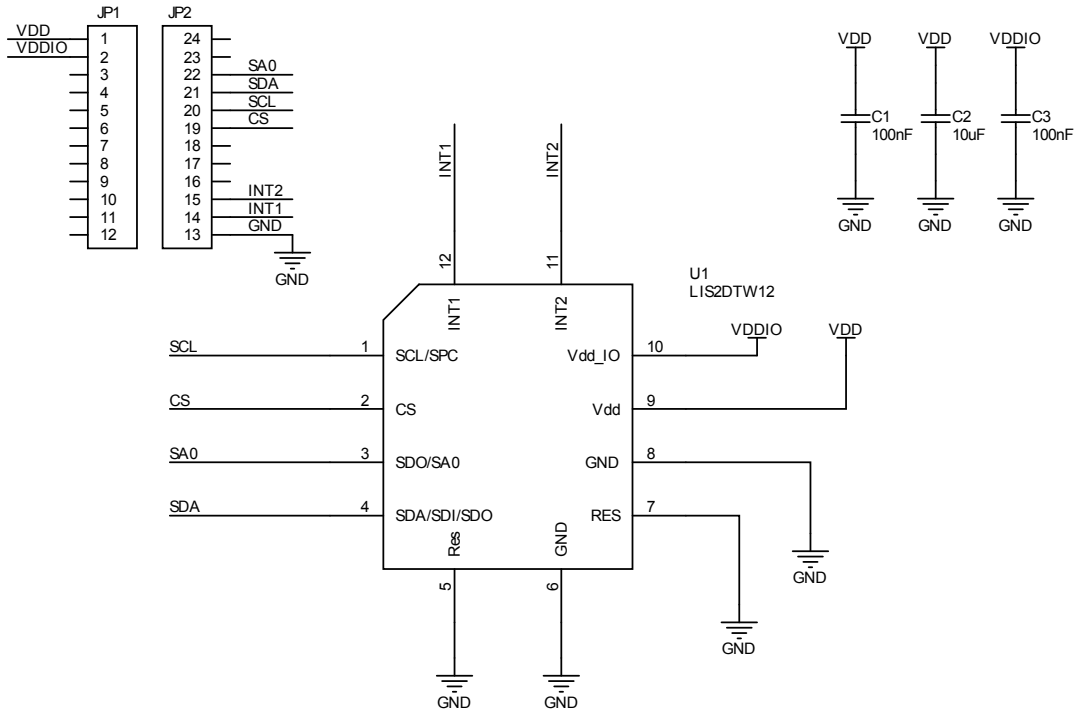 JP1
JP2
VDD
VDDIO
1
2
3
4
5
6
7
8
9
10
11
12
24
23
22
21
20
19
18
17
16
15
14
13
SA0
SDA
SCL
CS
INT2
INT1
GND
GND
VDD
C1
100nF
GND
VDD
C2
10uF
GND
VDDIO
C3
100nF
GND
INT1
INT2
12
11
U1
LIS2DTW12
INT1
INT2
SCL
1
SCL/SPC
CS
2
CS
SA0
3
SDO/SA0
SDA
4
SDA/SDI/SDO
Vdd_IO
10
VDDIO
VDD
Vdd
9
GND
8
GND
RES
7
GND
Res
5
GND
GND
6
GND